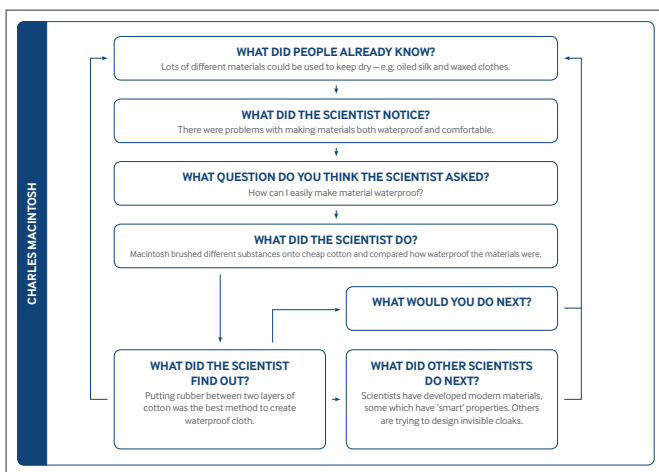 CHARLES MACINTOSH
WHAT DID PEOPLE ALREADY KNOW?
Lots of different materials could be used to keep dry – e.g. oiled silk and waxed clothes.
WHAT DID THE SCIENTIST NOTICE?
There were problems with making materials both waterproof and comfortable.
WHAT QUESTION DO YOU THINK THE SCIENTIST ASKED?
How can I easily make material waterproof?
WHAT DID THE SCIENTIST DO?
Macintosh brushed different substances onto cheap cotton and compared how waterproof the materials were.
WHAT WOULD YOU DO NEXT?
WHAT DID THE SCIENTIST
FIND OUT?
Putting rubber between two layers of
cotton was the best method to create
waterproof cloth.
WHAT DID OTHER SCIENTISTS
DO NEXT?
Scientists have developed modern materials,
some which have 'smart' properties. Others
are trying to design invisible cloaks.